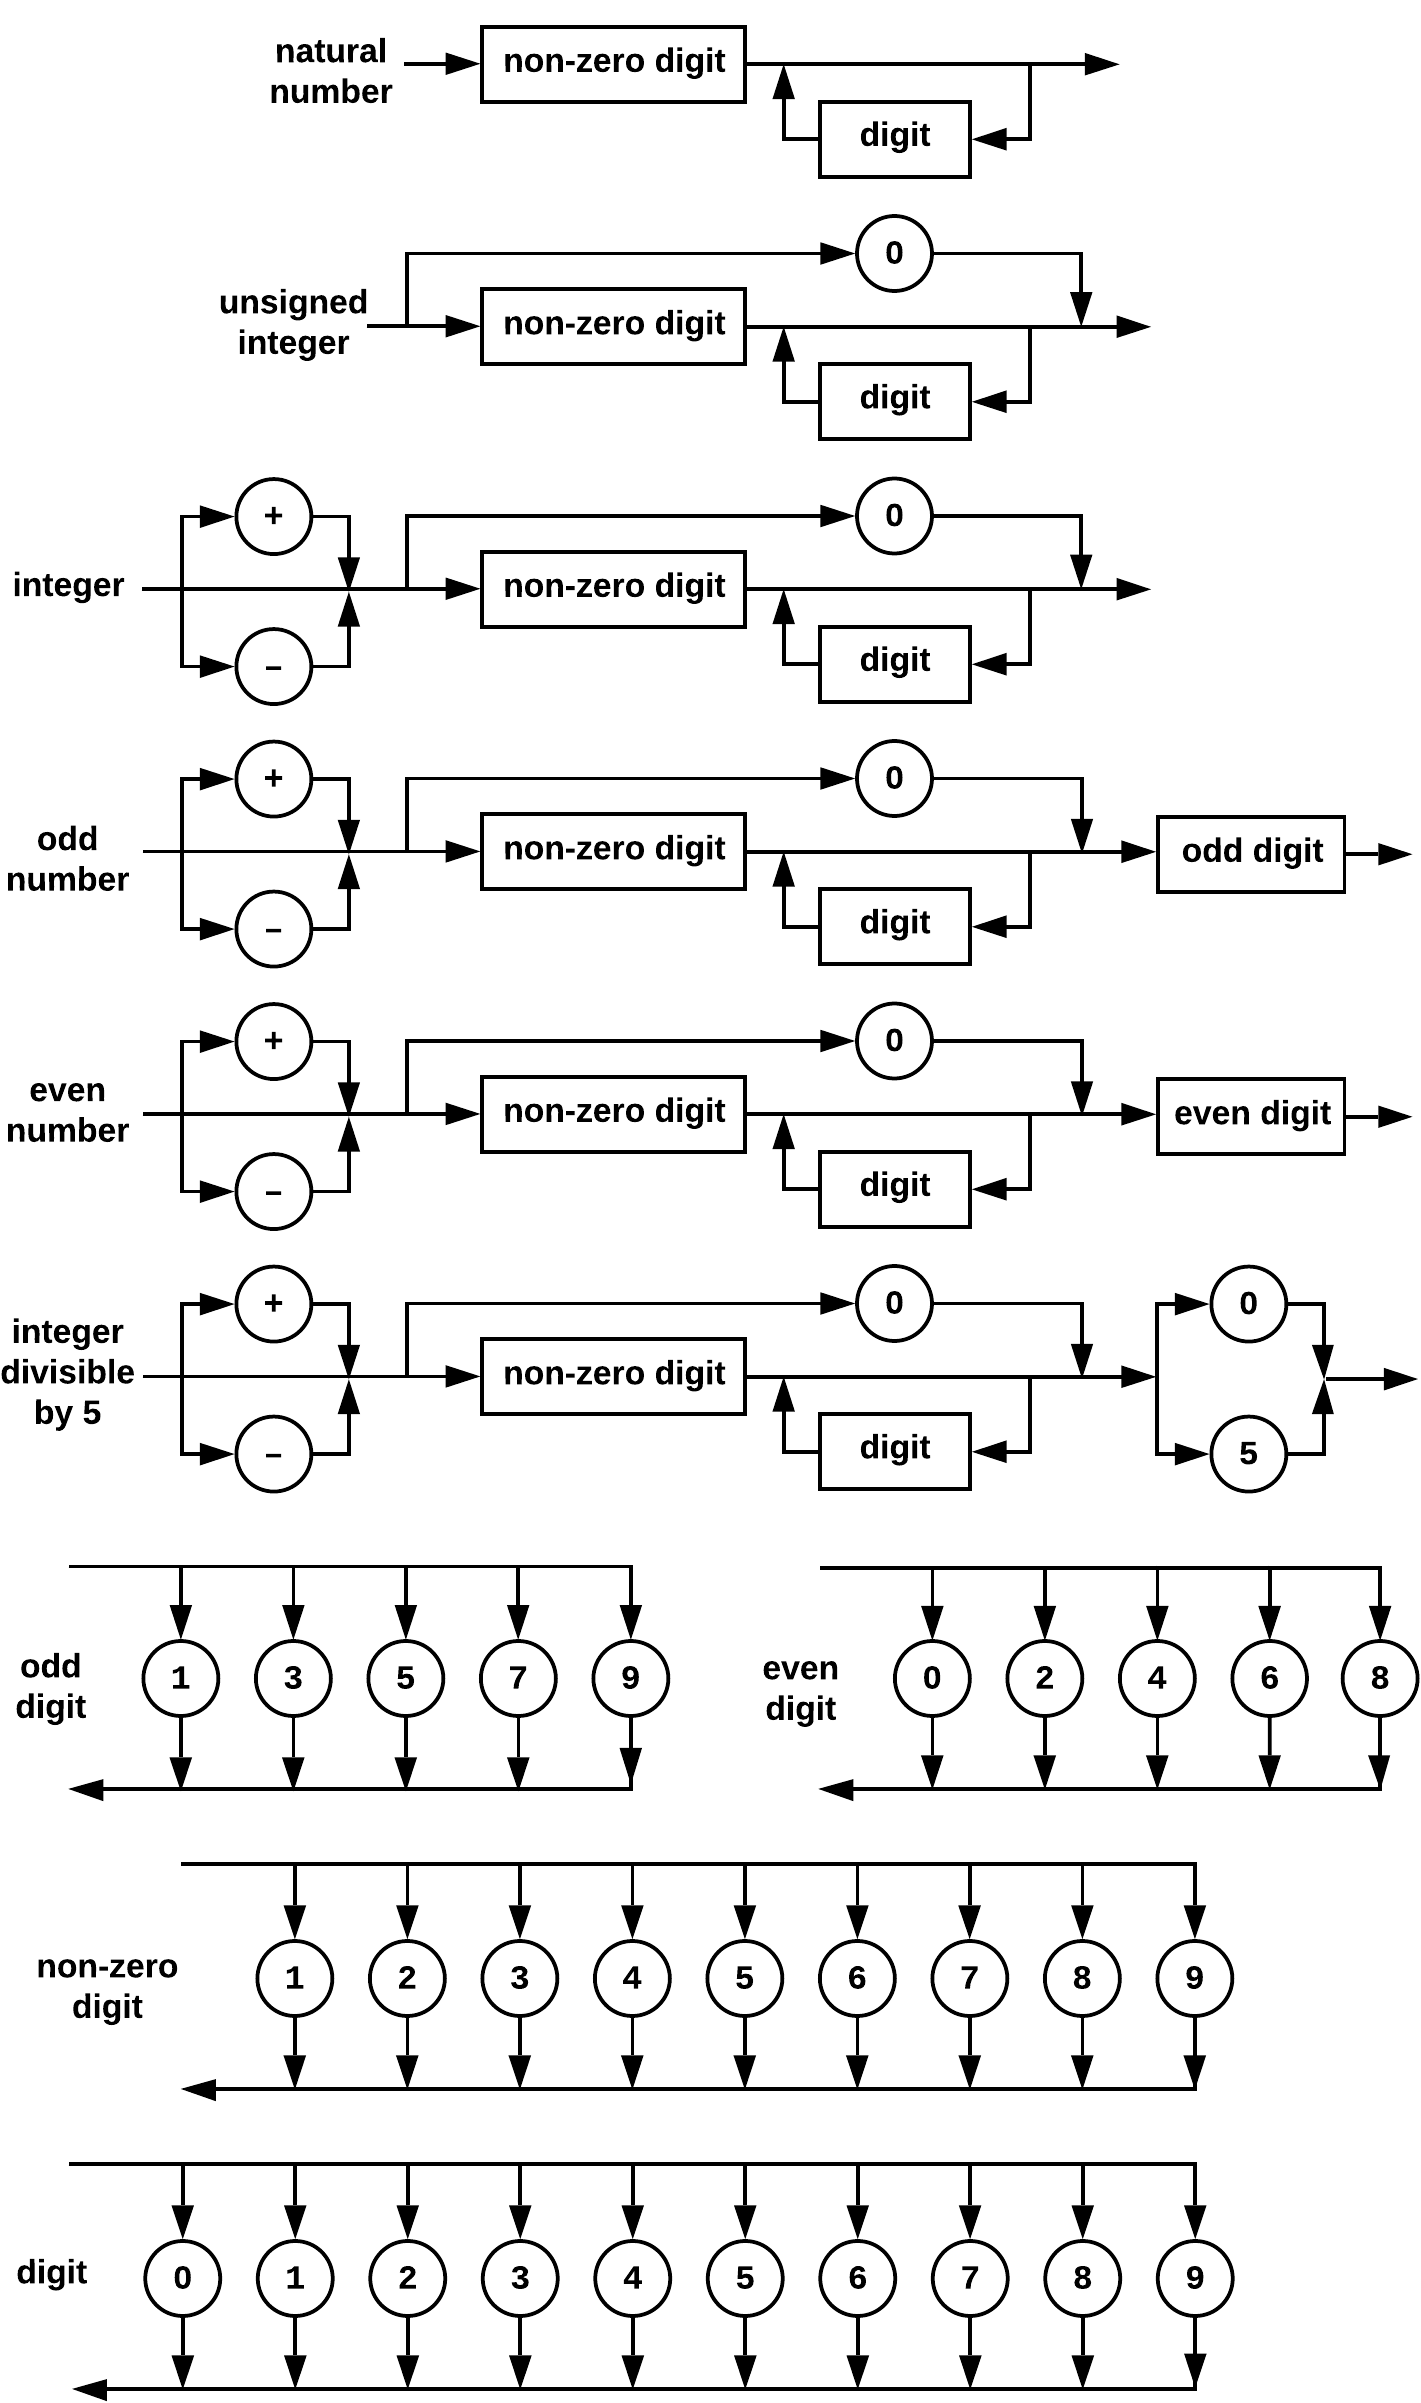 natural
number
non-zero digit
digit
0
unsigned
integer
non-zero digit
digit
+
0
integer
non-zero digit
–
digit
+
0
odd
number
non-zero digit
odd digit
–
digit
+
0
even
number
non-zero digit
even digit
–
digit
+
0
0
integer
divisible
by 5
non-zero digit
–
digit
5
odd
digit
1 3 5 7 9
even
digit
0 2 4 6 8
non-zero
digit
1 2 3 4 5 6 7 8 9
digit
0 1 2 3 4 5 6 7 8 9